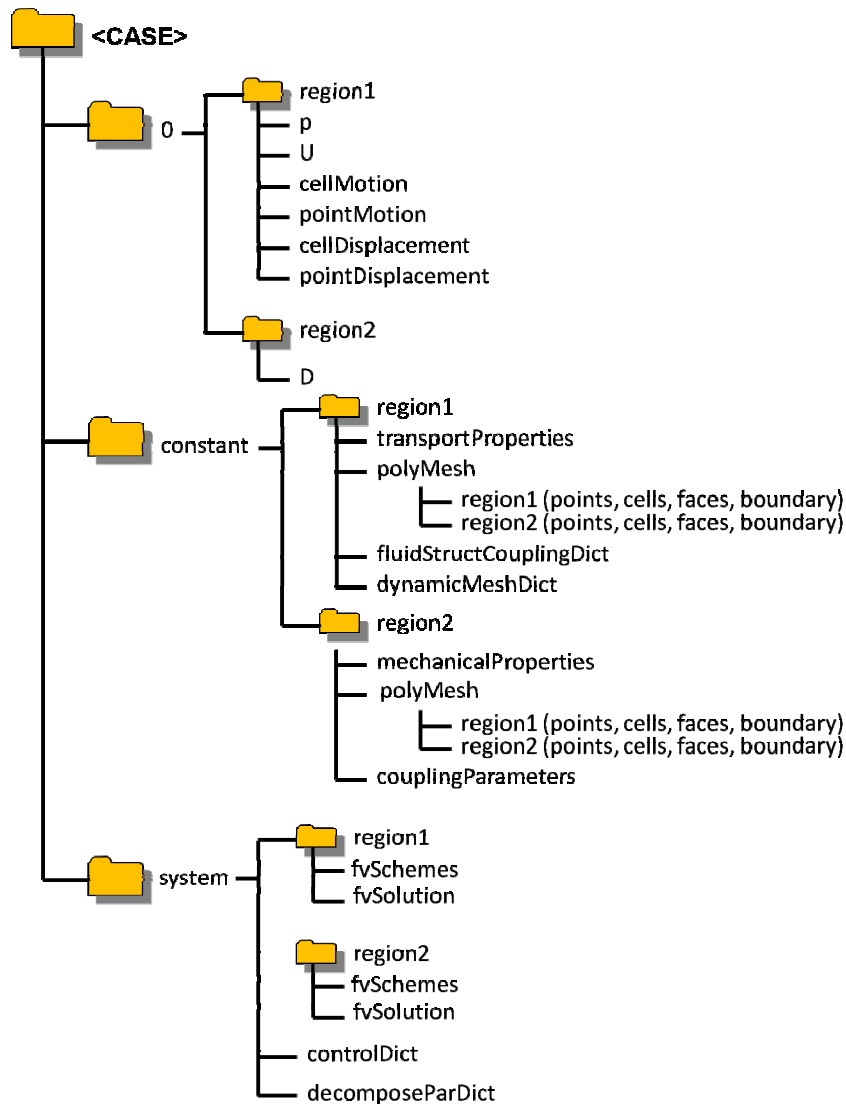 <CASE>
0
region1
p
U
cellMotion
pointMotion
cellDisplacement
pointDisplacement
region2
D
constant
region1
transportProperties
polyMesh
region1 (points, cells, faces, boundary)
region2 (points, cells, faces, boundary)
fluidStructCouplingDict
dynamicMeshDict
region2
mechanicalProperties
polyMesh
region1 (points, cells, faces, boundary)
region2 (points, cells, faces, boundary)
couplingParameters
system
region1
fvSchemes
fvSolution
region2
fvSchemes
fvSolution
controlDict
decomposeParDict